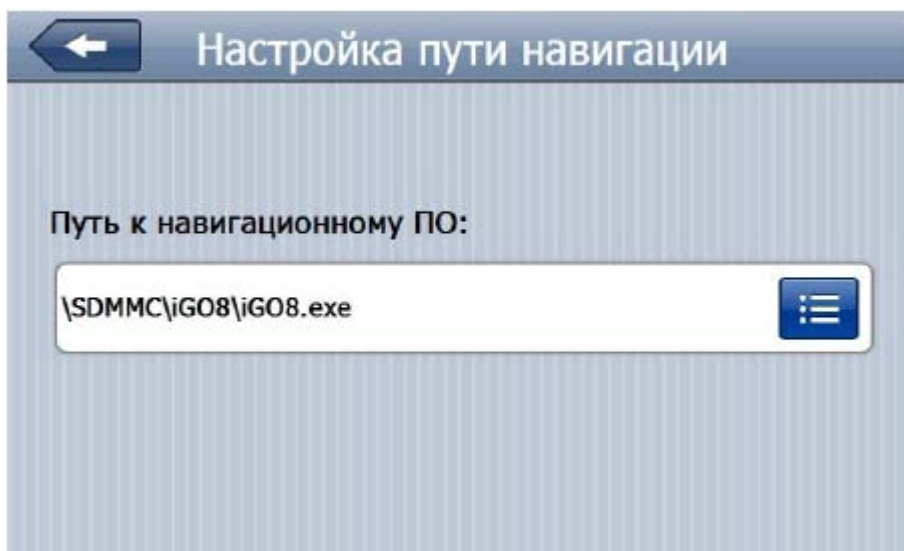 Настройка пути навигации
Путь к навигационному ПО:
\SDMMC\iGO8\iGO8.exe